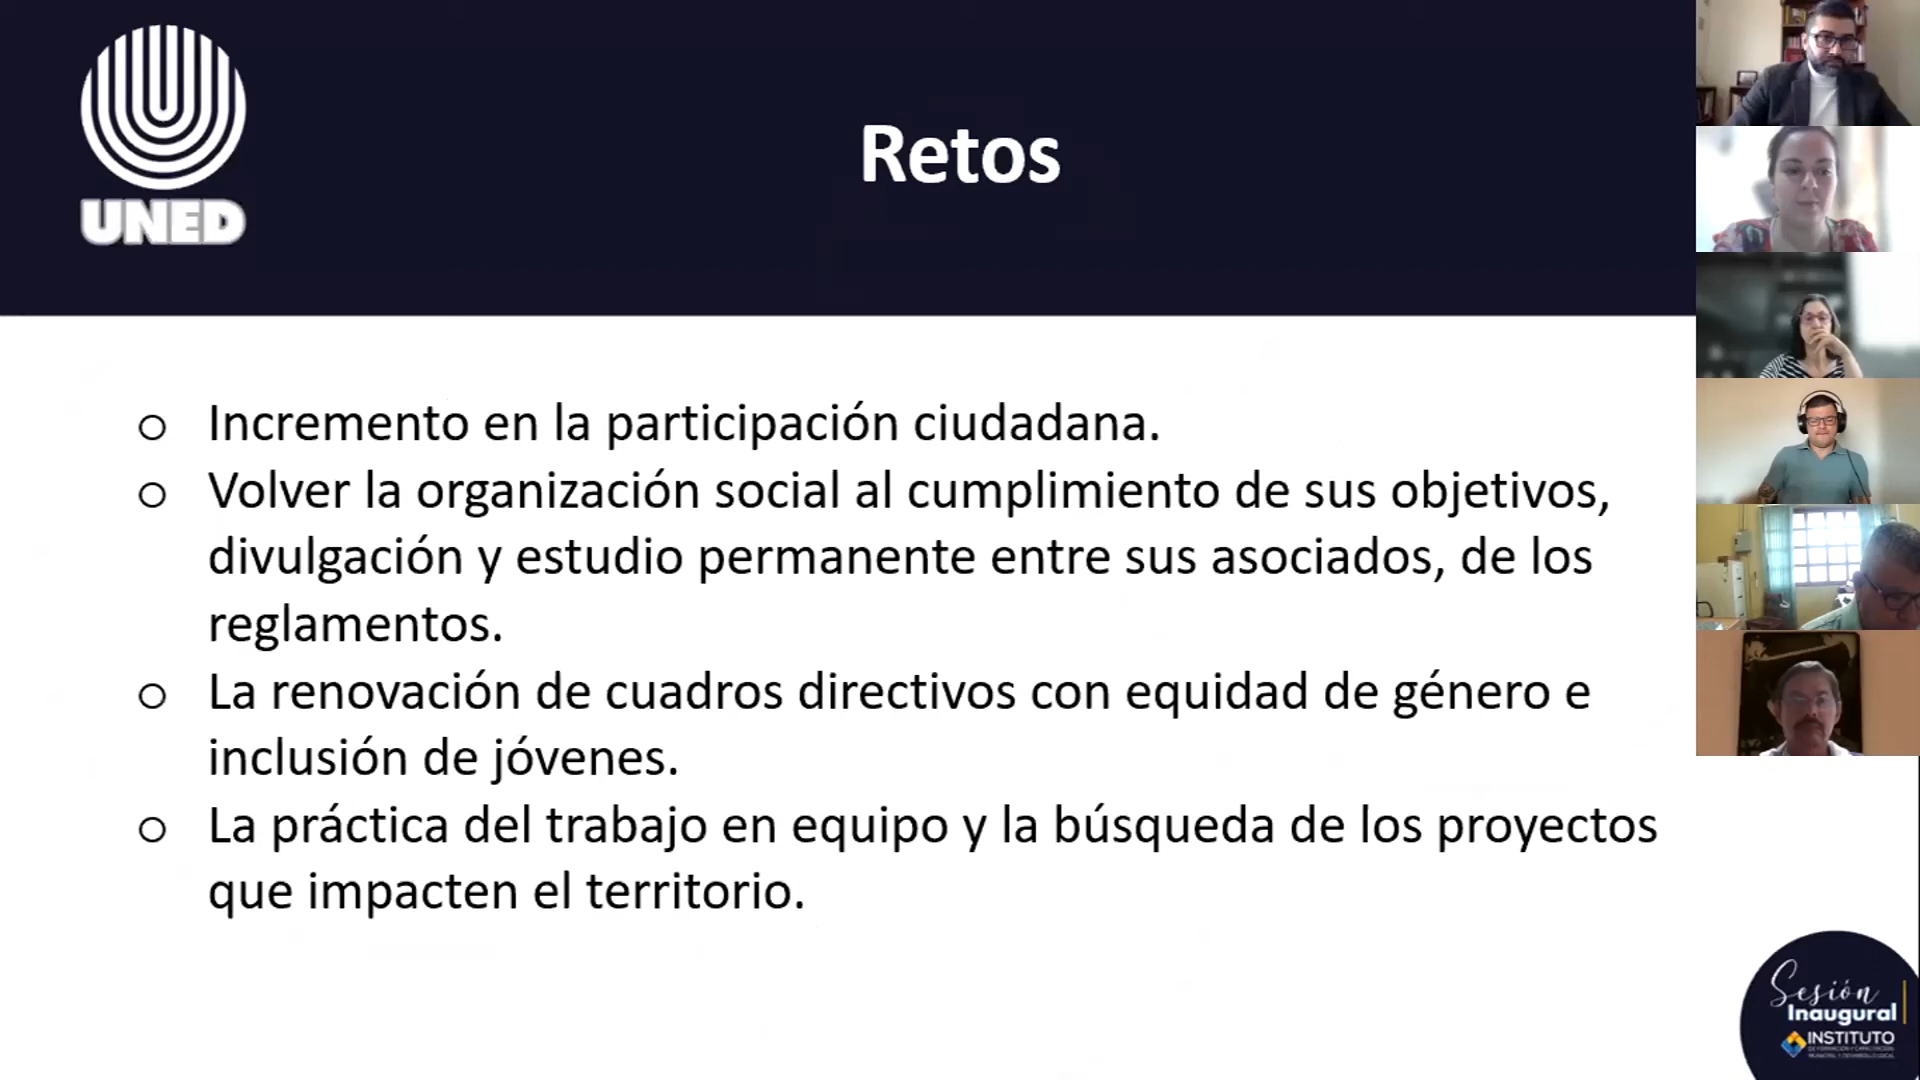 UNED
Retos
Incremento en la participación ciudadana.
Volver la organización social al cumplimiento de sus objetivos,
divulgación y estudio permanente entre sus asociados, de los
reglamentos.
La renovación de cuadros directivos con equidad de género e
inclusión de jóvenes.
La práctica del trabajo en equipo y la búsqueda de los proyectos
que impacten el territorio.
Sesión
Inaugural
INSTITUTO